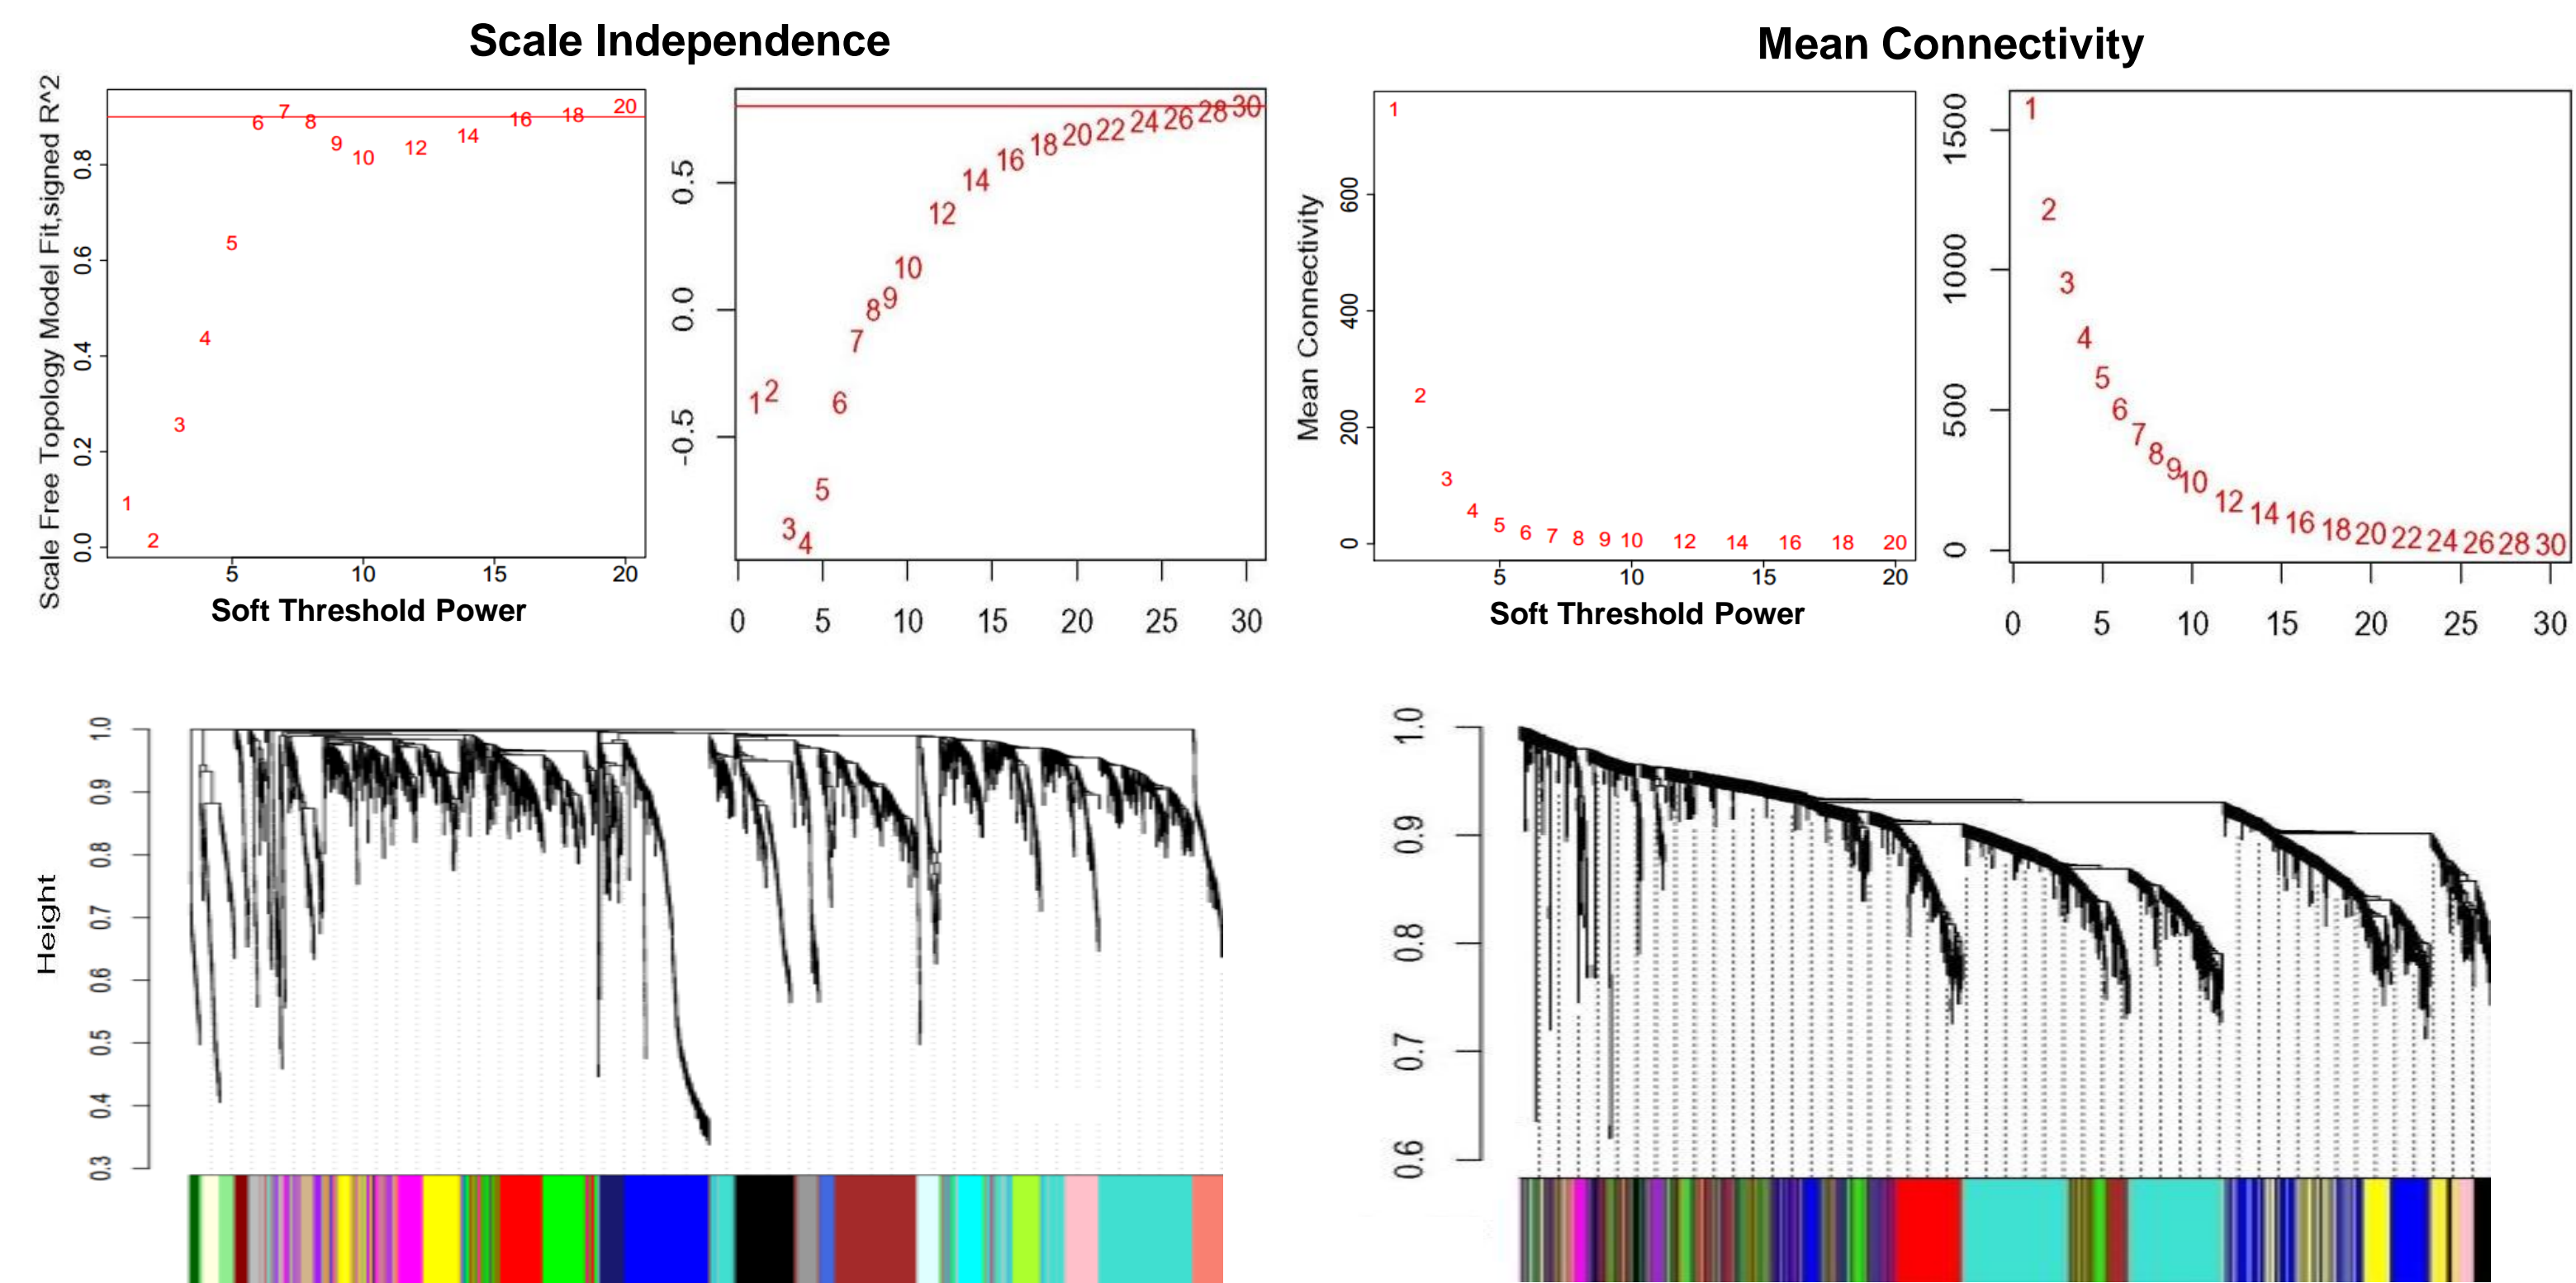 Scale Independence
Mean Connectivity
Scale Free Topology Model Fit,signed R^2
0.0 0.2 0.4 0.6 0.8
1 2 3 4 5 6 7 8 9 10 12 14 16 18 20
5 10 15 20
Soft Threshold Power
-0.5 0.0 0.5
1 2 3 4 5 6 7 8 9 10 12 14 16 18 20 22 24 26 28 30
0 5 10 15 20 25 30
Mean Connectivity
0 200 400 600
1 2 3 4 5 6 7 8 9 10 12 14 16 18 20
5 10 15 20
Soft Threshold Power
0 500 1000 1500
1 2 3 4 5 6 7 8 9 10 12 14 16 18 20 22 24 26 28 30
0 5 10 15 20 25 30
Height
0.3 0.4 0.5 0.6 0.7 0.8 0.9 1.0
0.6 0.7 0.8 0.9 1.0